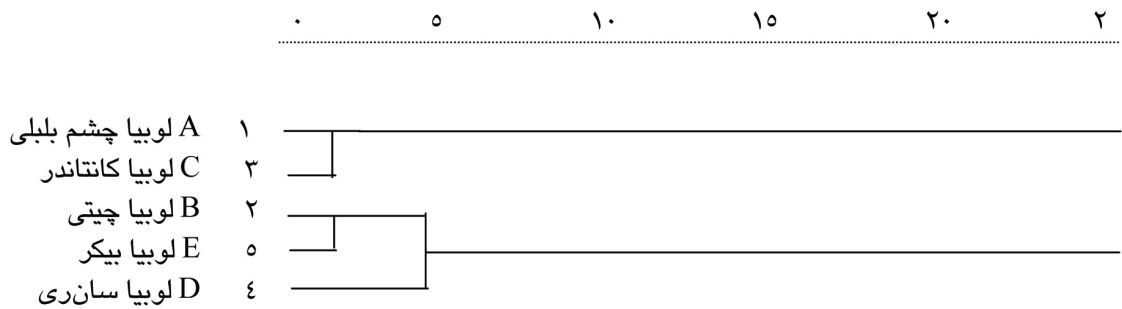 ۰ ۵ ۱۰ ۱۵ ۲۰ ۲
A لوبیا چشم بلبلی ۱
C لوبیا کانتاندر ۳
B لوبیا چیتی ۲
E لوبیا بیکر ۵
D لوبیا سان‌ری ٤